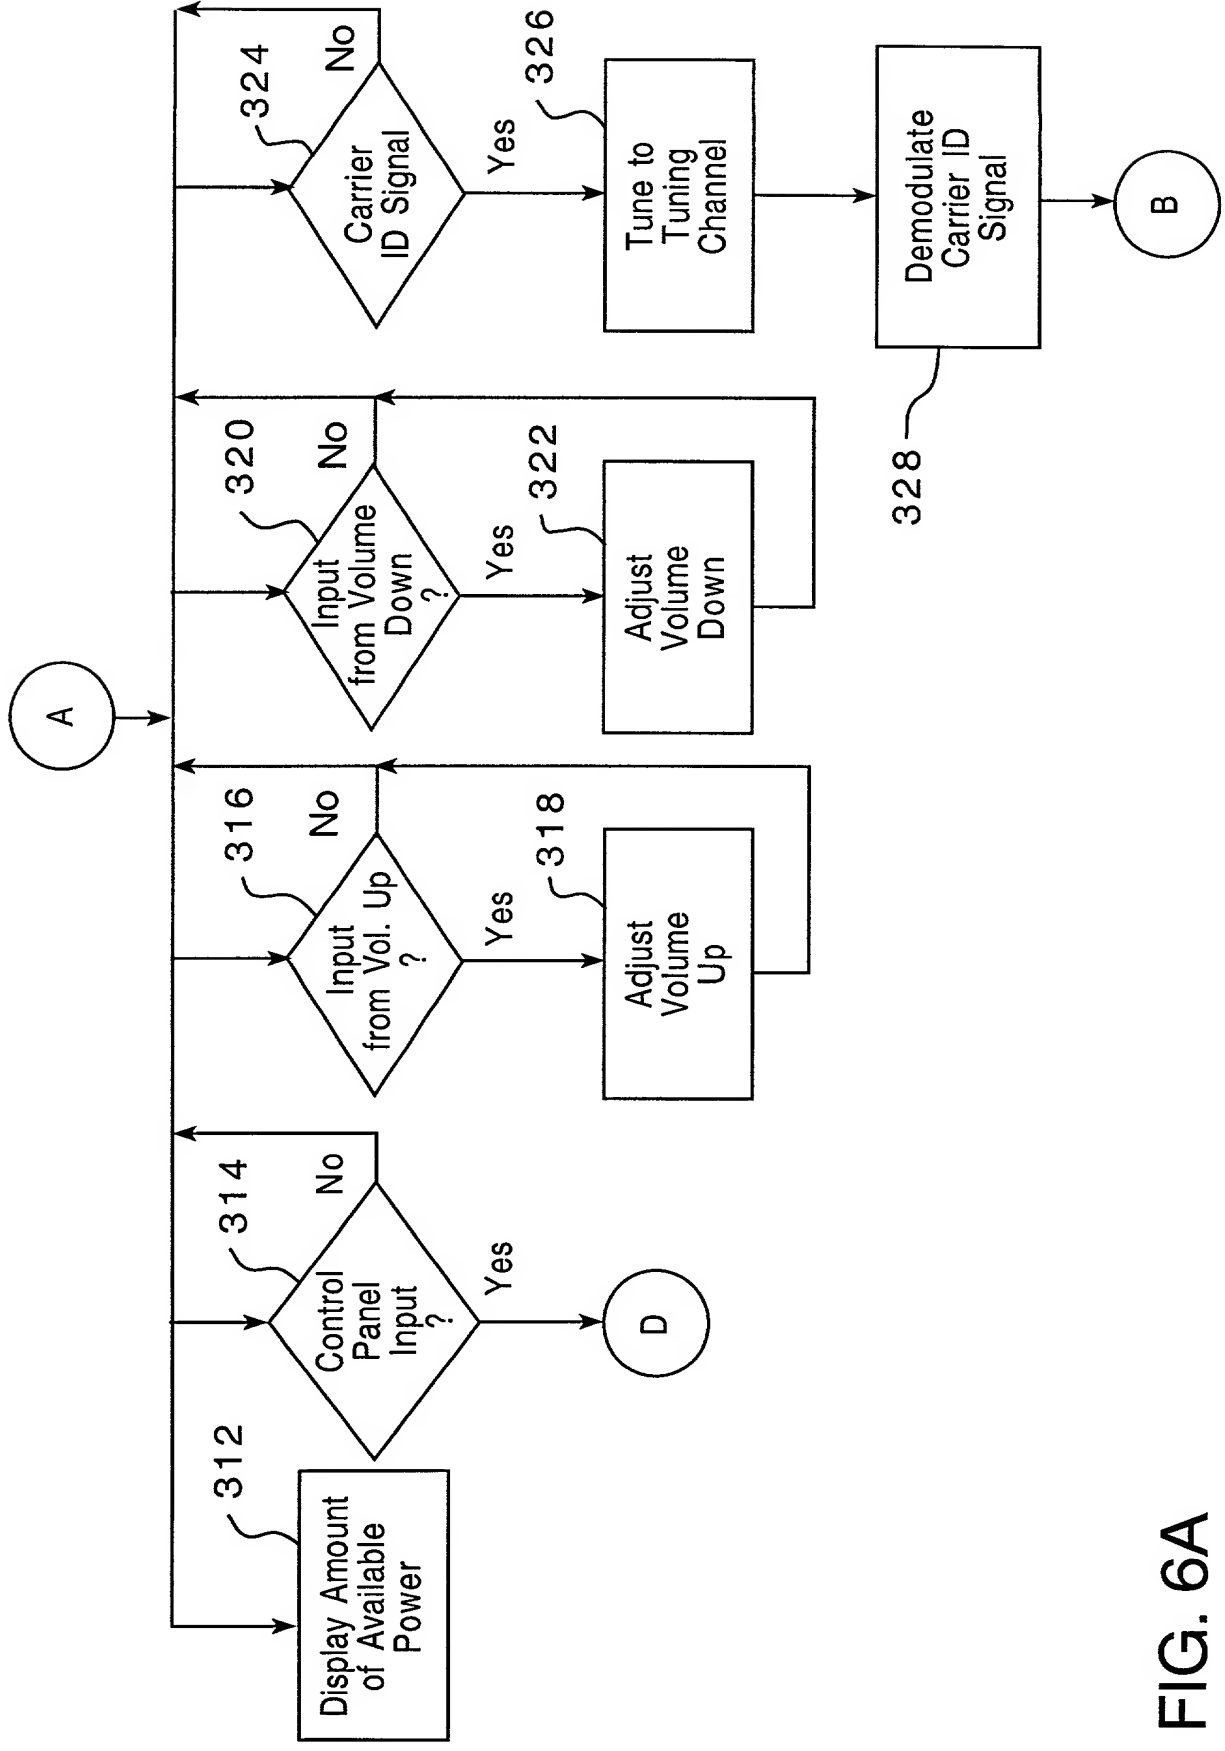 A
312
Display Amount
of Available
Power
314
Control
Panel
Input
?
No
Yes
D
316
Input
from Vol. Up
?
No
Yes
318
Adjust
Volume
Up
320
Input
from Volume
Down
?
No
Yes
322
Adjust
Volume
Down
324
Carrier
ID Signal
No
Yes
326
Tune to
Tuning
Channel
328
Demodulate
Carrier ID
Signal
B
FIG. 6A